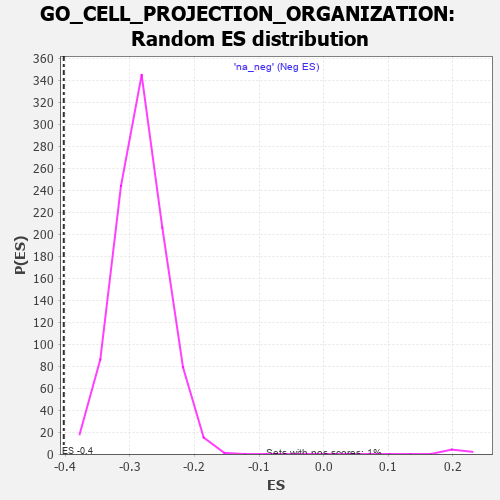 GO_CELL_PROJECTION_ORGANIZATION:
Random ES distribution
'na_neg' (Neg ES)
360
340
320
300
280
260
240
220
200
180
160
140
120
100
80
60
40
20
0
P(ES)
ES -0.4
Sets with pos scores: 1%
-0.4 -0.3 -0.2 -0.1 0.0 0.1 0.2
ES